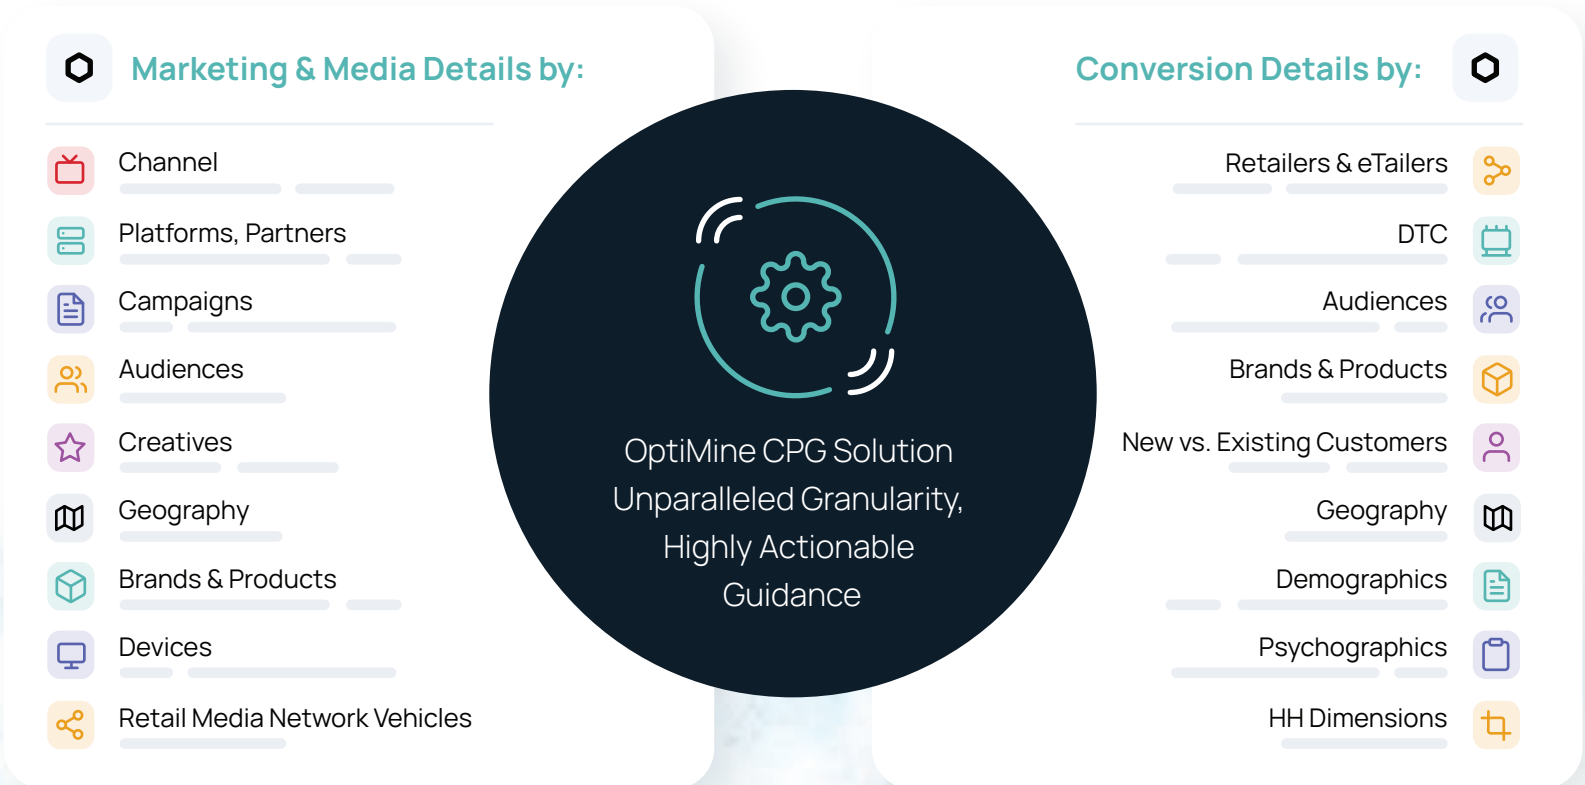 Marketing & Media Details by:
Channel
Platforms, Partners
Campaigns
Audiences
Creatives
Geography
Brands & Products
Devices
Retail Media Network Vehicles
OptiMine CPG Solution
Unparalleled Granularity,
Highly Actionable
Guidance
Conversion Details by:
Retailers & eTailers
DTC
Audiences
Brands & Products
New vs. Existing Customers
Geography
Demographics
Psychographics
HH Dimensions